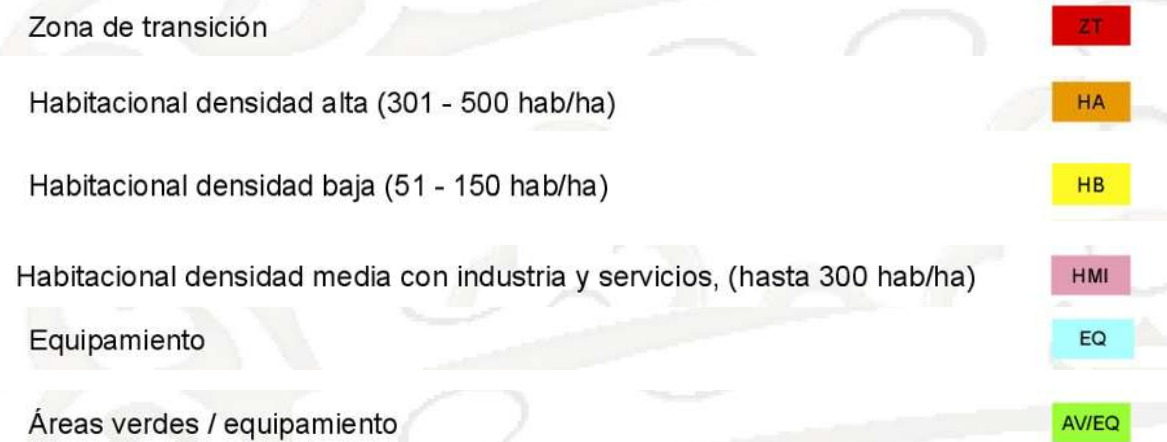 Zona de transición ZT
Habitacional densidad alta (301 - 500 hab/ha) HA
Habitacional densidad baja (51 - 150 hab/ha) HB
Habitacional densidad media con industria y servicios, (hasta 300 hab/ha) HMI
Equipamiento EQ
Áreas verdes / equipamiento AV/EQ